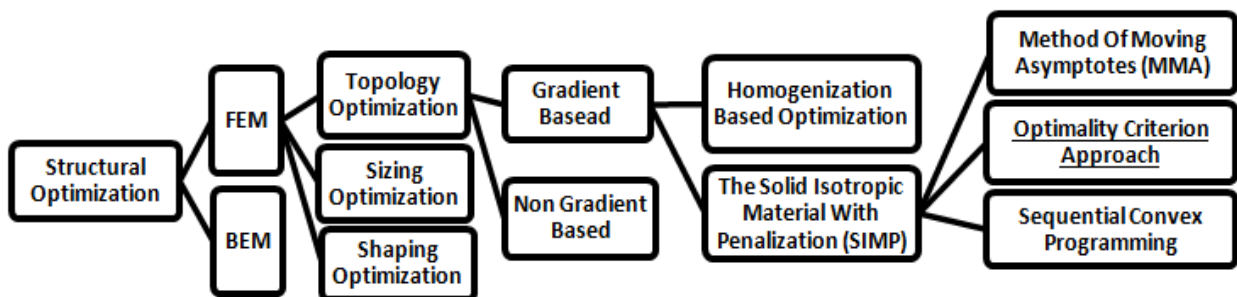 Structural
Optimization
FEM
BEM
Topology
Optimization
Sizing
Optimization
Shaping
Optimization
Gradient
Basead
Non Gradient
Based
Homogenization
Based Optimization
The Solid Isotropic
Material With
Penalization (SIMP)
Method Of Moving
Asymptotes (MMA)
Optimality Criterion
Approach
Sequential Convex
Programming